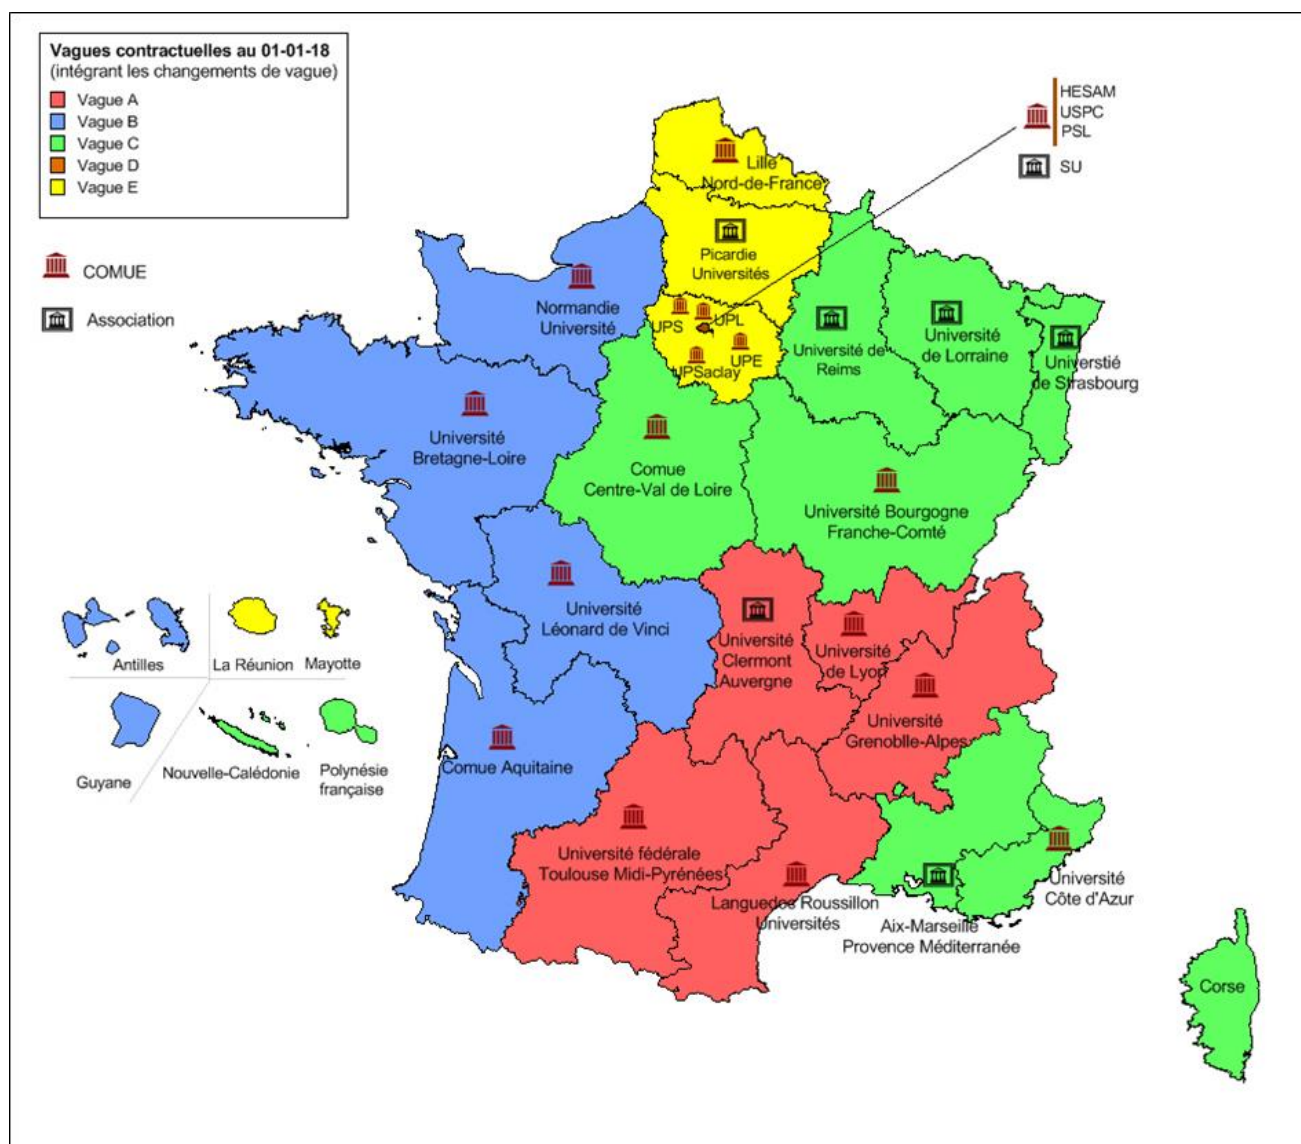 Vagues contractuelles au 01-01-18
(intégrant les changements de vague)
Vague A
Vague B
Vague C
Vague D
Vague E
COMUE
Association
HESAM
USPC
PSL
SU
Lille
Nord-de-France
Picardie
Universités
Normandie
Université
UPS
UPL
UPE
UPSaclay
Université de
Reims
Université
de Lorraine
Universtié
de Strasbourg
Université
Bretagne-Loire
Comue
Centre-Val de Loire
Université Bourgogne
Franche-Comté
Université
Léonard de Vinci
Université
Clermont
Auvergne
Université
de Lyon
Université
Grenoblle-Alpes
Antilles
La Réunion
Mayotte
Guyane
Nouvelle-Calédonie
Polynésie
française
Comue Aquitaine
Université fédérale
Toulouse Midi-Pyrénées
Languedoc Roussillon
Universités
Aix-Marseille
Provence Méditerranée
Université
Côte d'Azur
Corse